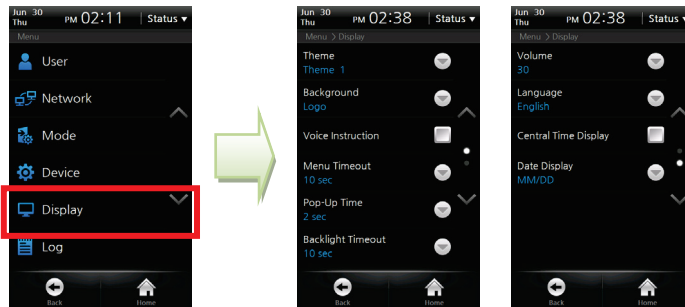 Jun 30
Thu
PM 02:11
Status
Menu
User
Network
Mode
Device
Display
Log
Back
Home
Jun 30
Thu
PM 02:38
Status
Menu > Display
Theme
Theme 1
Background
Logo
Voice Instruction
Menu Timeout
10 sec
Pop-Up Time
2 sec
Backlight Timeout
10 sec
Back
Home
Jun 30
Thu
PM 02:38
Status
Menu > Display
Volume
30
Language
English
Central Time Display
Date Display
MM/DD
Back
Home